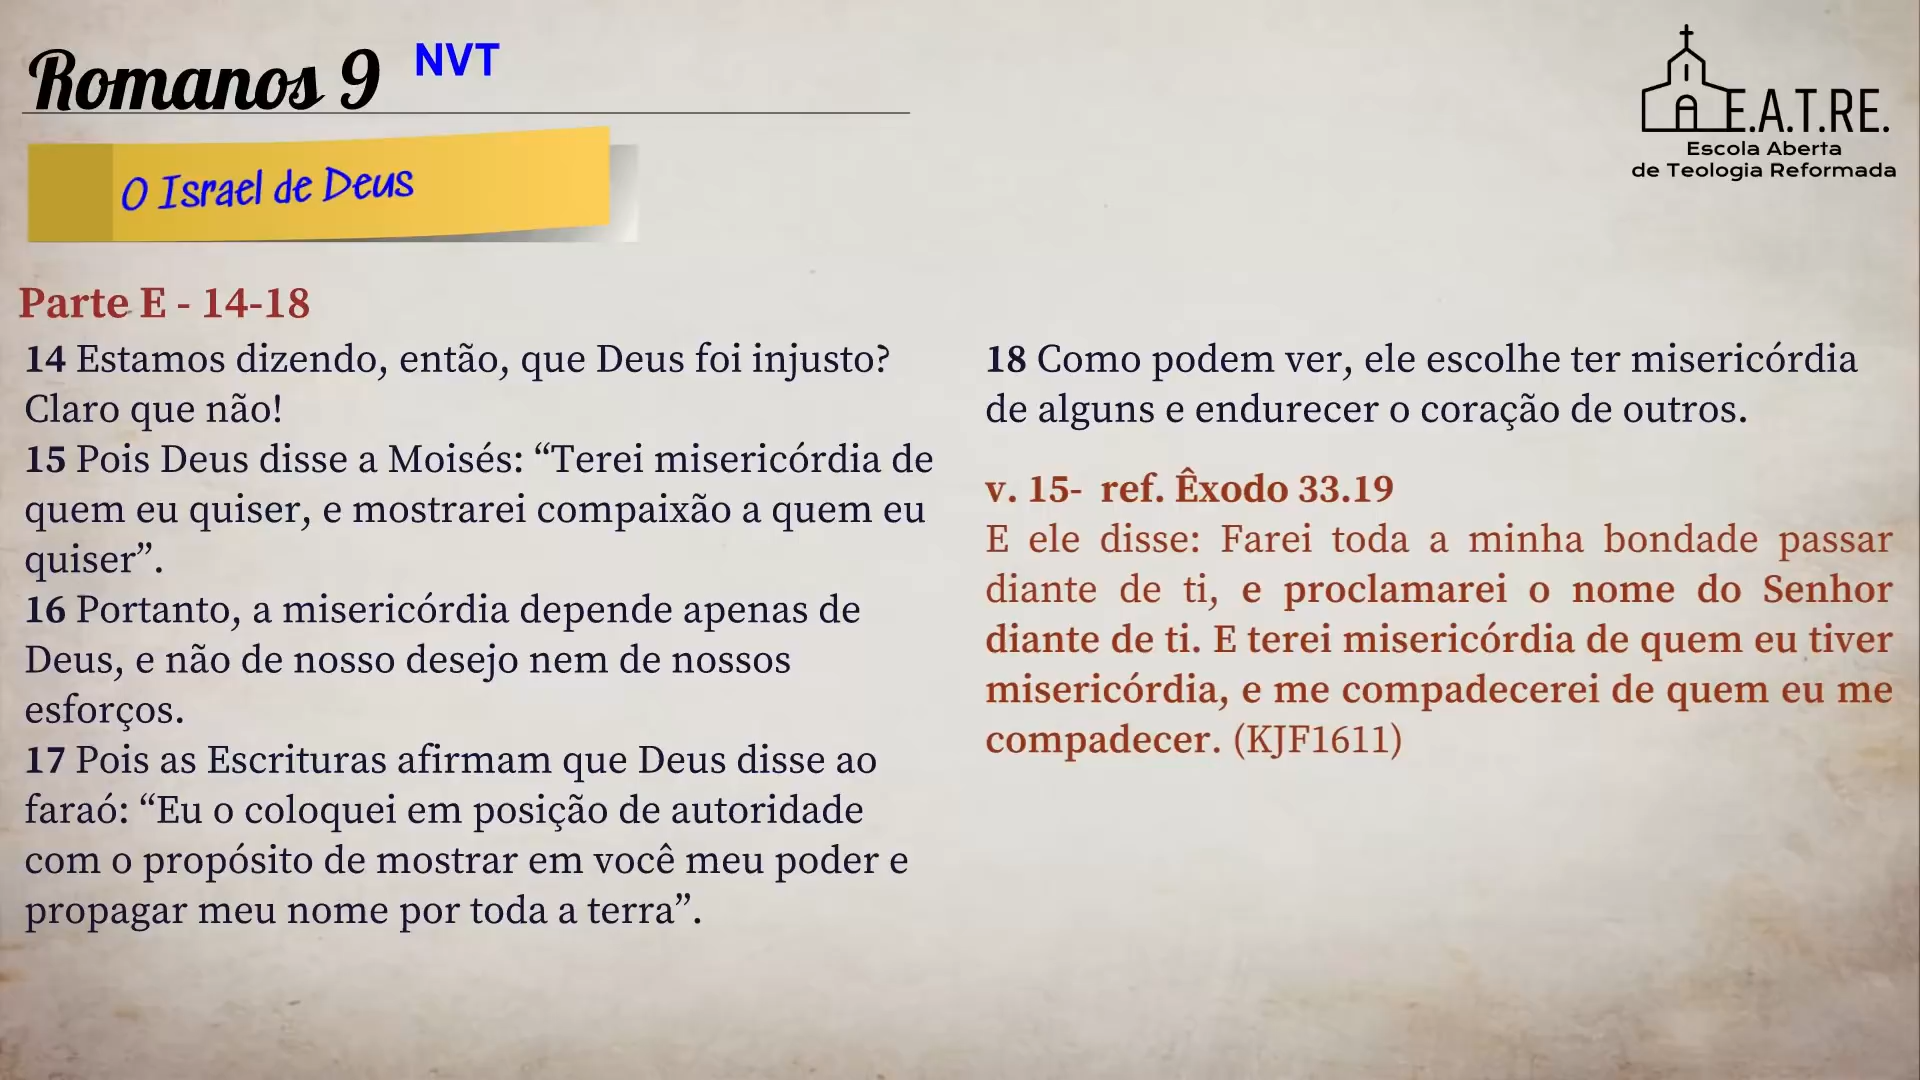 Romanos 9 NVT
E.A.T.RE.
Escola Aberta
de Teologia Reformada
O Israel de Deus
Parte E - 14-18
14 Estamos dizendo, então, que Deus foi injusto?
Claro que não!
15 Pois Deus disse a Moisés: “Terei misericórdia de
quem eu quiser, e mostrarei compaixão a quem eu
quiser”.
16 Portanto, a misericórdia depende apenas de
Deus, e não de nosso desejo nem de nossos
esforços.
17 Pois as Escrituras afirmam que Deus disse ao
faraó: “Eu o coloquei em posição de autoridade
com o propósito de mostrar em você meu poder e
propagar meu nome por toda a terra”.
18 Como podem ver, ele escolhe ter misericórdia
de alguns e endurecer o coração de outros.
v. 15- ref. Êxodo 33.19
E ele disse: Farei toda a minha bondade passar
diante de ti, e proclamarei o nome do Senhor
diante de ti. E terei misericórdia de quem eu tiver
misericórdia, e me compadecerei de quem eu me
compadecer. (KJF1611)